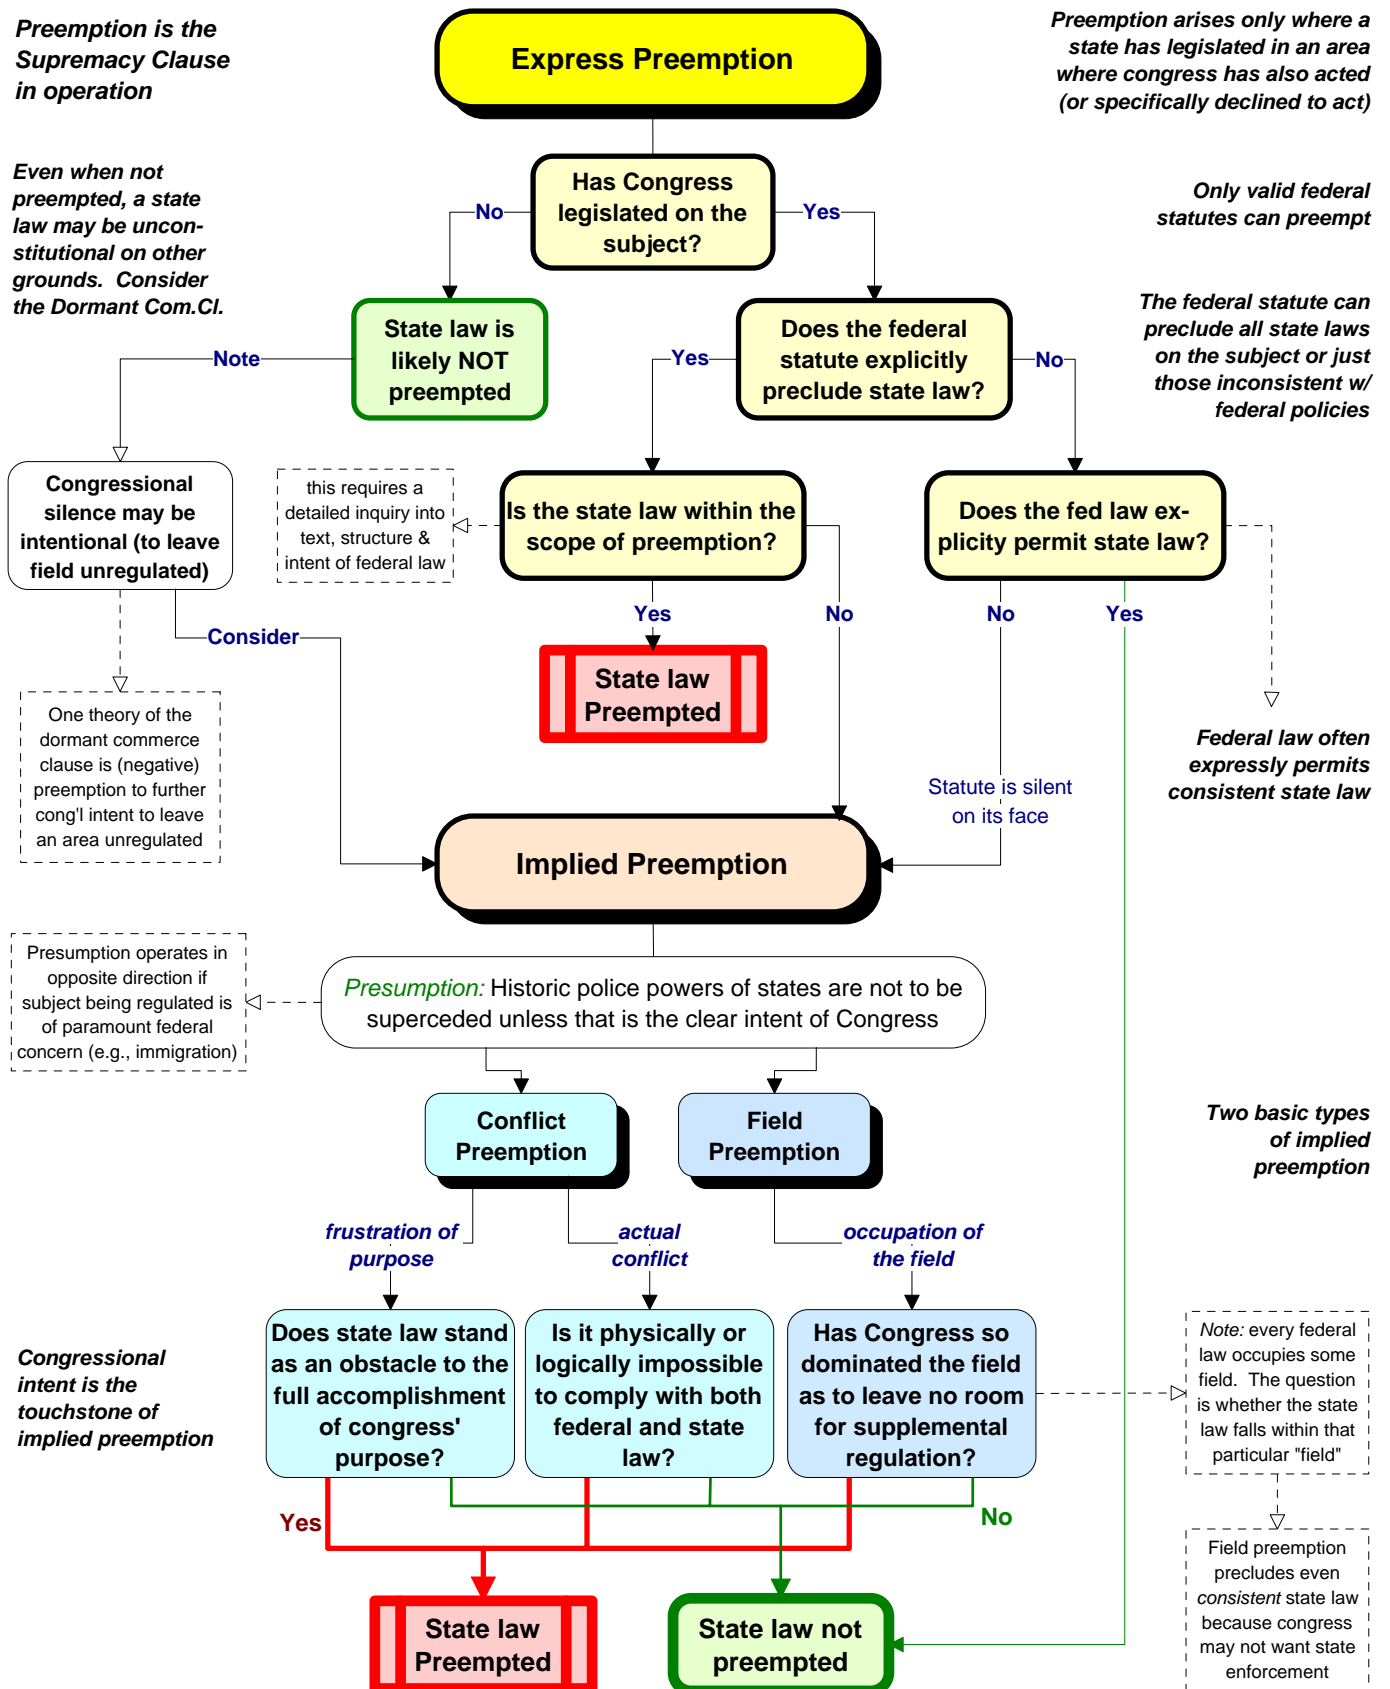 Preemption is the
Supremacy Clause
in operation
Express Preemption
Preemption arises only where a
state has legislated in an area
where congress has also acted
(or specifically declined to act)
Even when not
preempted, a state
law may be uncon-
stitutional on other
grounds. Consider
the Dormant Com.Cl.
Has Congress
legislated on the
subject?
No
Yes
Only valid federal
statutes can preempt
State law is
likely NOT
preempted
Note
Does the federal
statute explicitly
preclude state law?
Yes
No
The federal statute can
preclude all state laws
on the subject or just
those inconsistent w/
federal policies
Congressional
silence may be
intentional (to leave
field unregulated)
this requires a
detailed inquiry into
text, structure &
intent of federal law
Is the state law within the
scope of preemption?
Does the fed law ex-
plicity permit state law?
Consider
Yes
No
No
Yes
State law
Preempted
One theory of the
dormant commerce
clause is (negative)
preemption to further
cong'l intent to leave
an area unregulated
Federal law often
expressly permits
consistent state law
Statute is silent
on its face
Implied Preemption
Presumption operates in
opposite direction if
subject being regulated is
of paramount federal
concern (e.g., immigration)
Presumption: Historic police powers of states are not to be
superceded unless that is the clear intent of Congress
Conflict
Preemption
Field
Preemption
Two basic types
of implied
preemption
frustration of
purpose
actual
conflict
occupation of
the field
Congressional
intent is the
touchstone of
implied preemption
Does state law stand
as an obstacle to the
full accomplishment
of congress'
purpose?
Is it physically or
logically impossible
to comply with both
federal and state
law?
Has Congress so
dominated the field
as to leave no room
for supplemental
regulation?
Note: every federal
law occupies some
field. The question
is whether the state
law falls within that
particular "field"
Yes
No
State law
Preempted
State law not
preempted
Field preemption
precludes even
consistent state law
because congress
may not want state
enforcement